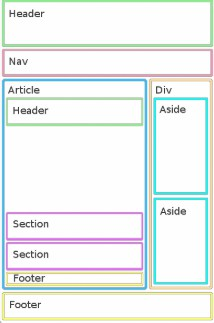 Header
Nav
Article
Header
Section
Section
Footer
Div
Aside
Aside
Footer